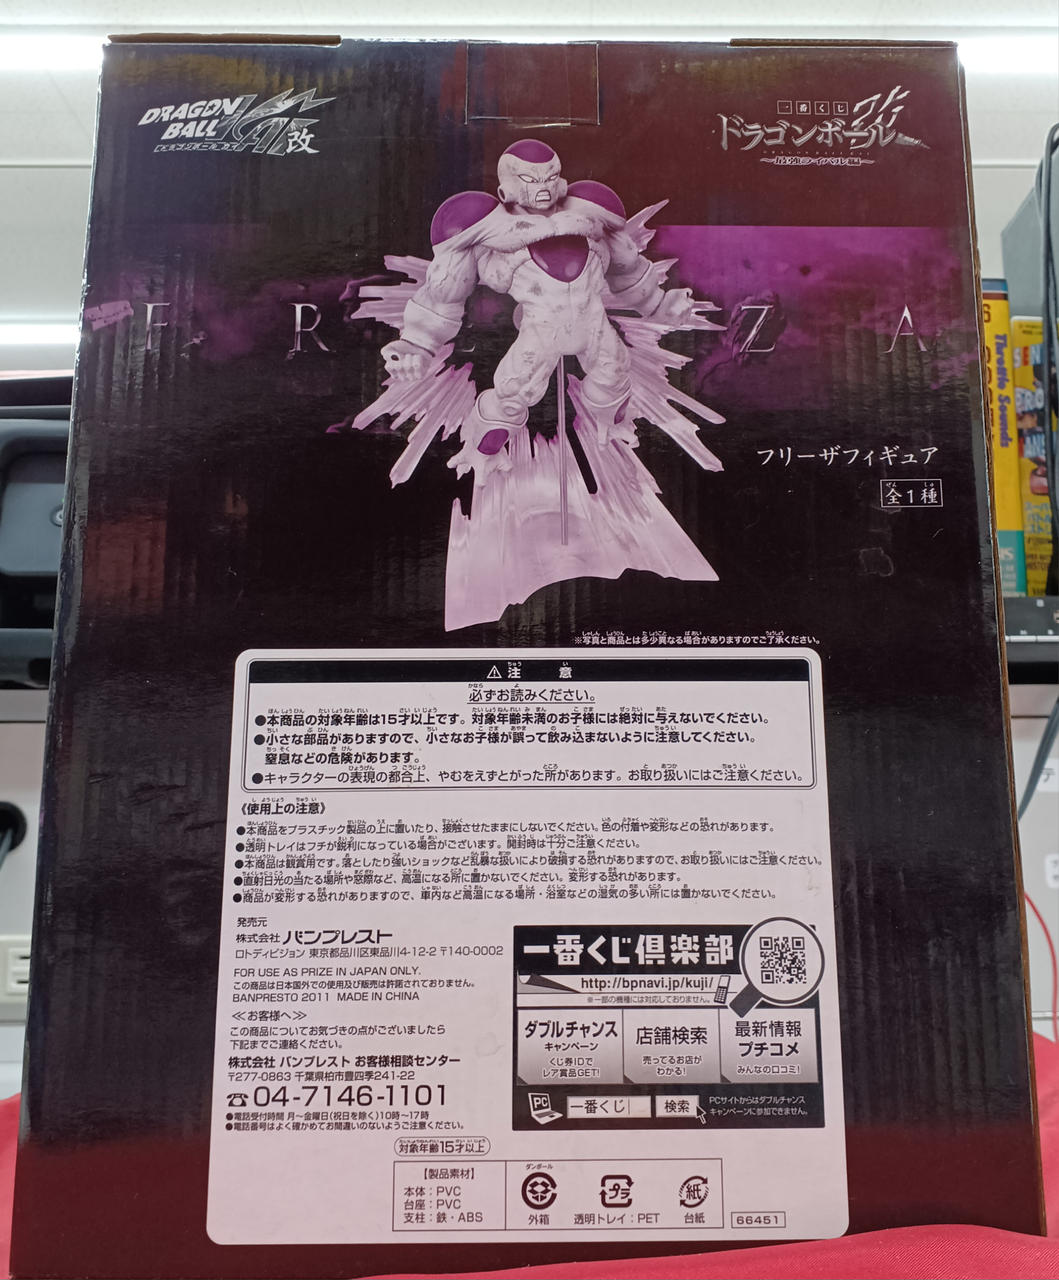 DRAGON
BALL KAI 改
一番くじ
ドラゴンボール改
DRAGON BALL KAI
～最強ライバル編～
F R Z A
フリーザフィギュア
全1種
※写真と商品とは多少異なる場合がありますのでご了承ください。
⚠注 意
必ずお読みください。
●本商品の対象年齢は15才以上です。対象年齢未満のお子様には絶対に与えないでください。
●小さな部品がありますので、小さなお子様が誤って飲み込まないように注意してください。
窒息などの危険があります。
●キャラクターの表現の都合上、やむをえずとがった所があります。お取り扱いにはご注意ください。
《使用上の注意》
●本商品をプラスチック製品の上に置いたり、接触させたままにしないでください。色の付着や変形などの恐れがあります。
●透明トレイはフチが鋭利になっている場合がございます。開封時は十分ご注意ください。
●本商品は観賞用です。落としたり強いショックなど乱暴な扱いにより破損する恐れがありますので、お取り扱いにはご注意ください。
●直射日光の当たる場所や窓際など、高温になる所に置かないでください。変形する恐れがあります。
●商品が変形する恐れがありますので、車内など高温になる場所・浴室などの湿気の多い所には置かないでください。
発売元
株式会社 バンプレスト
ロトディビジョン 東京都品川区東品川4-12-2 〒140-0002
FOR USE AS PRIZE IN JAPAN ONLY.
この商品は日本国外での使用及び販売は許諾されておりません。
BANPRESTO 2011 MADE IN CHINA
≪お客様へ≫
この商品についてお気づきの点がございましたら
下記までご連絡ください。
株式会社 バンプレスト お客様相談センター
〒277-0863 千葉県柏市豊四季241-22
☎04-7146-1101
●電話受付時間 月～金曜日(祝日を除く)10時～17時
●電話番号はよく確かめてお間違いのないようご注意ください。
一番くじ倶楽部
http://bpnavi.jp/kuji/
※一部の機種には対応しておりません。
ダブルチャンス
キャンペーン
くじ券IDで
レア賞品GET!
店舗検索
売ってるお店が
わかる!
最新情報
プチコメ
みんなの口コミ!
PC
一番くじ 検索
PCサイトからはダブルチャンス
キャンペーンに参加できません。
対象年齢15才以上
【製品素材】
本体：PVC
台座：PVC
支柱：鉄・ABS
ダンボール
外箱
プラ
透明トレイ：PET
紙
台紙
66451
Throttle Sounds